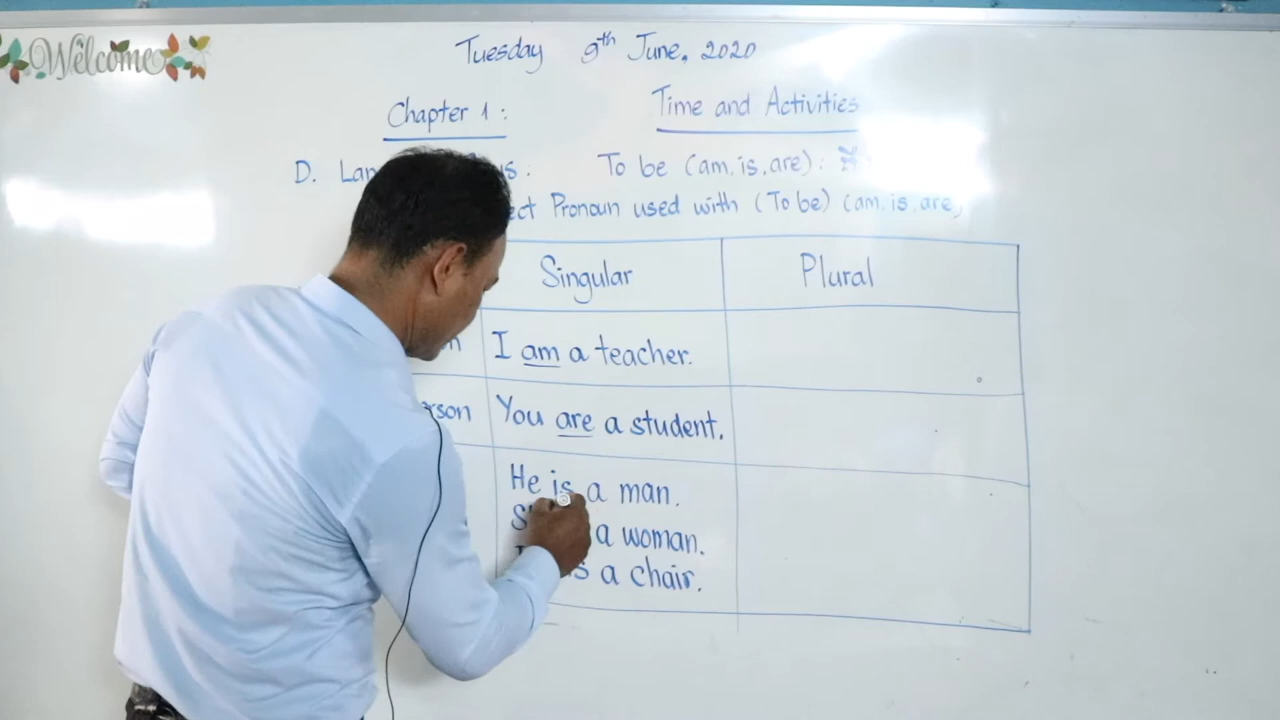 Welcome
Tuesday 9th June, 2020
Chapter 1 : Time and Activities
D. To be (am, is, are) :
Pronoun used with (To be) (am, is, are)
Singular Plural
I am a teacher.
You are a student.
He is a man.
a woman.
is a chair.